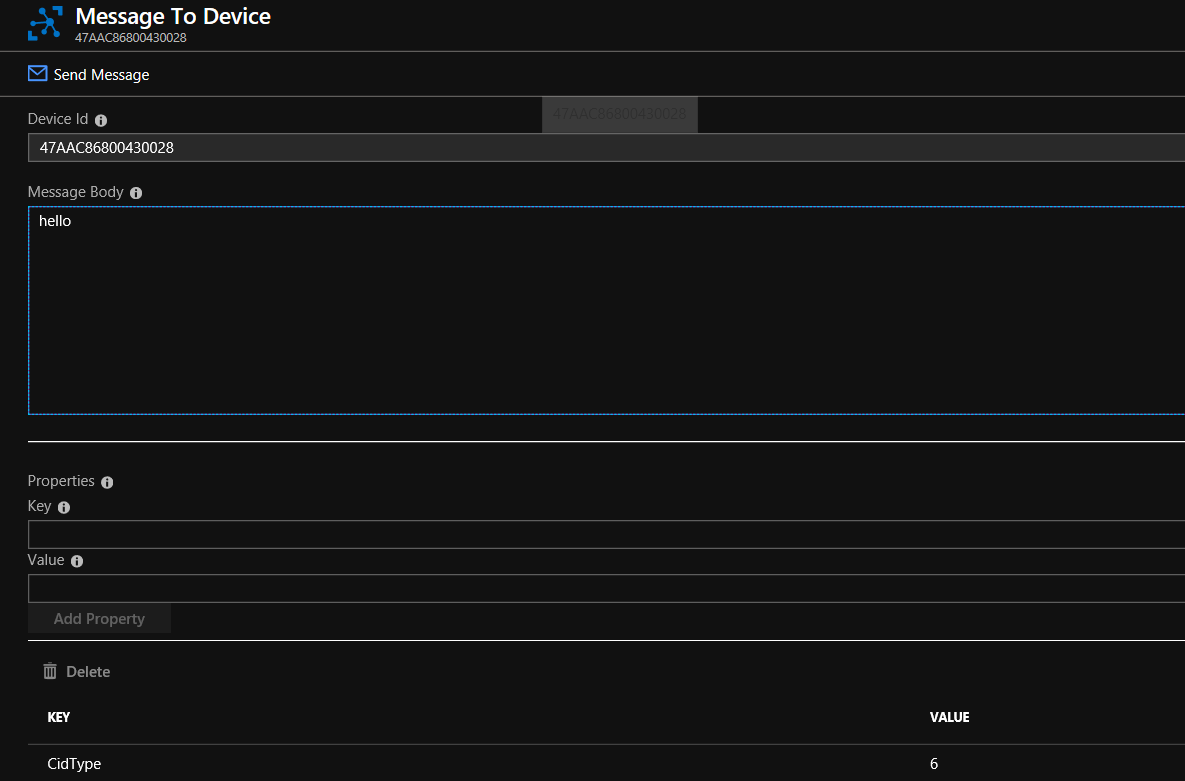 Message To Device
47AAC86800430028
Send Message
Device Id
47AAC86800430028
47AAC86800430028
Message Body
hello
Properties
Key
Value
Add Property
Delete
KEY VALUE
CidType 6